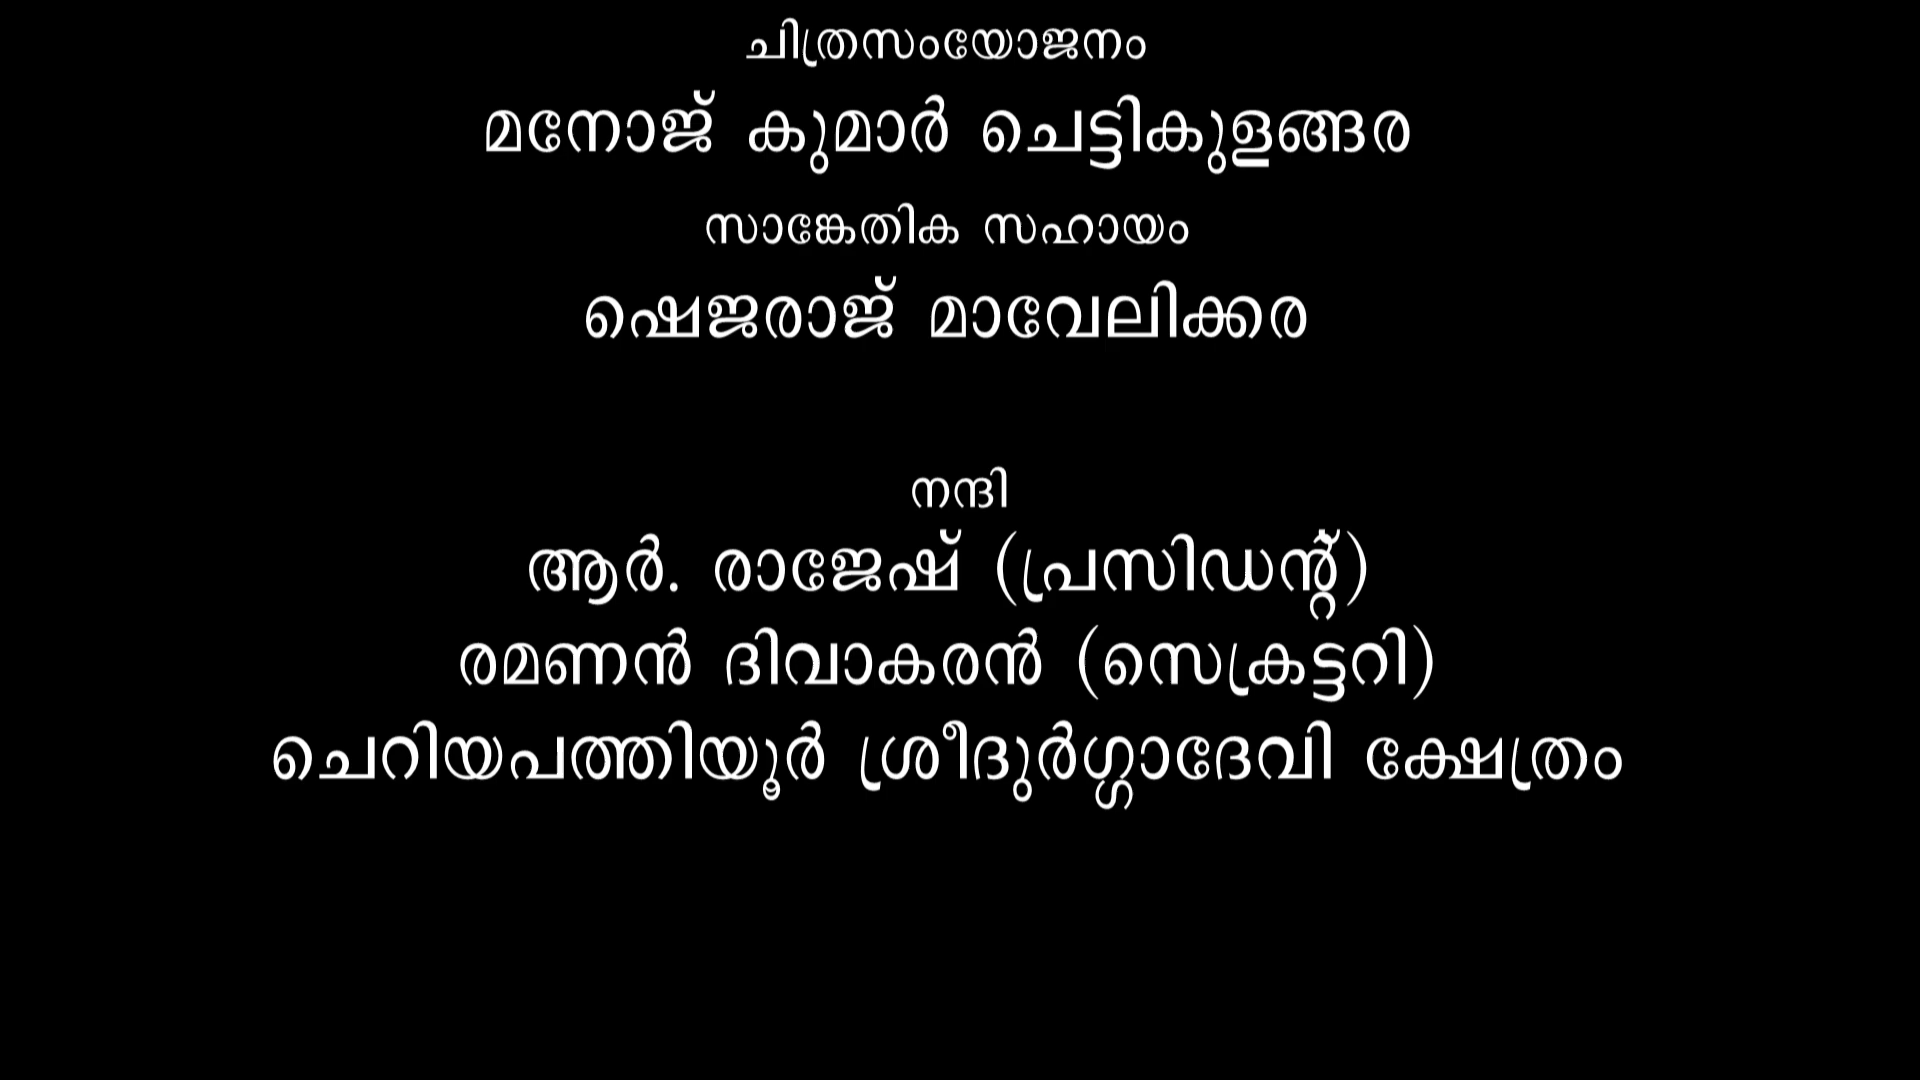 ചിത്രസംയോജനം
മനോജ് കുമാർ ചെട്ടികുളങ്ങര
സാങ്കേതിക സഹായം
ഷെജരാജ് മാവേലിക്കര
നന്ദി
ആർ. രാജേഷ് (പ്രസിഡന്റ്)
രമണൻ ദിവാകരൻ (സെക്രട്ടറി)
ചെറിയപത്തിയൂർ ശ്രീദുർഗ്ഗാദേവി ക്ഷേത്രം